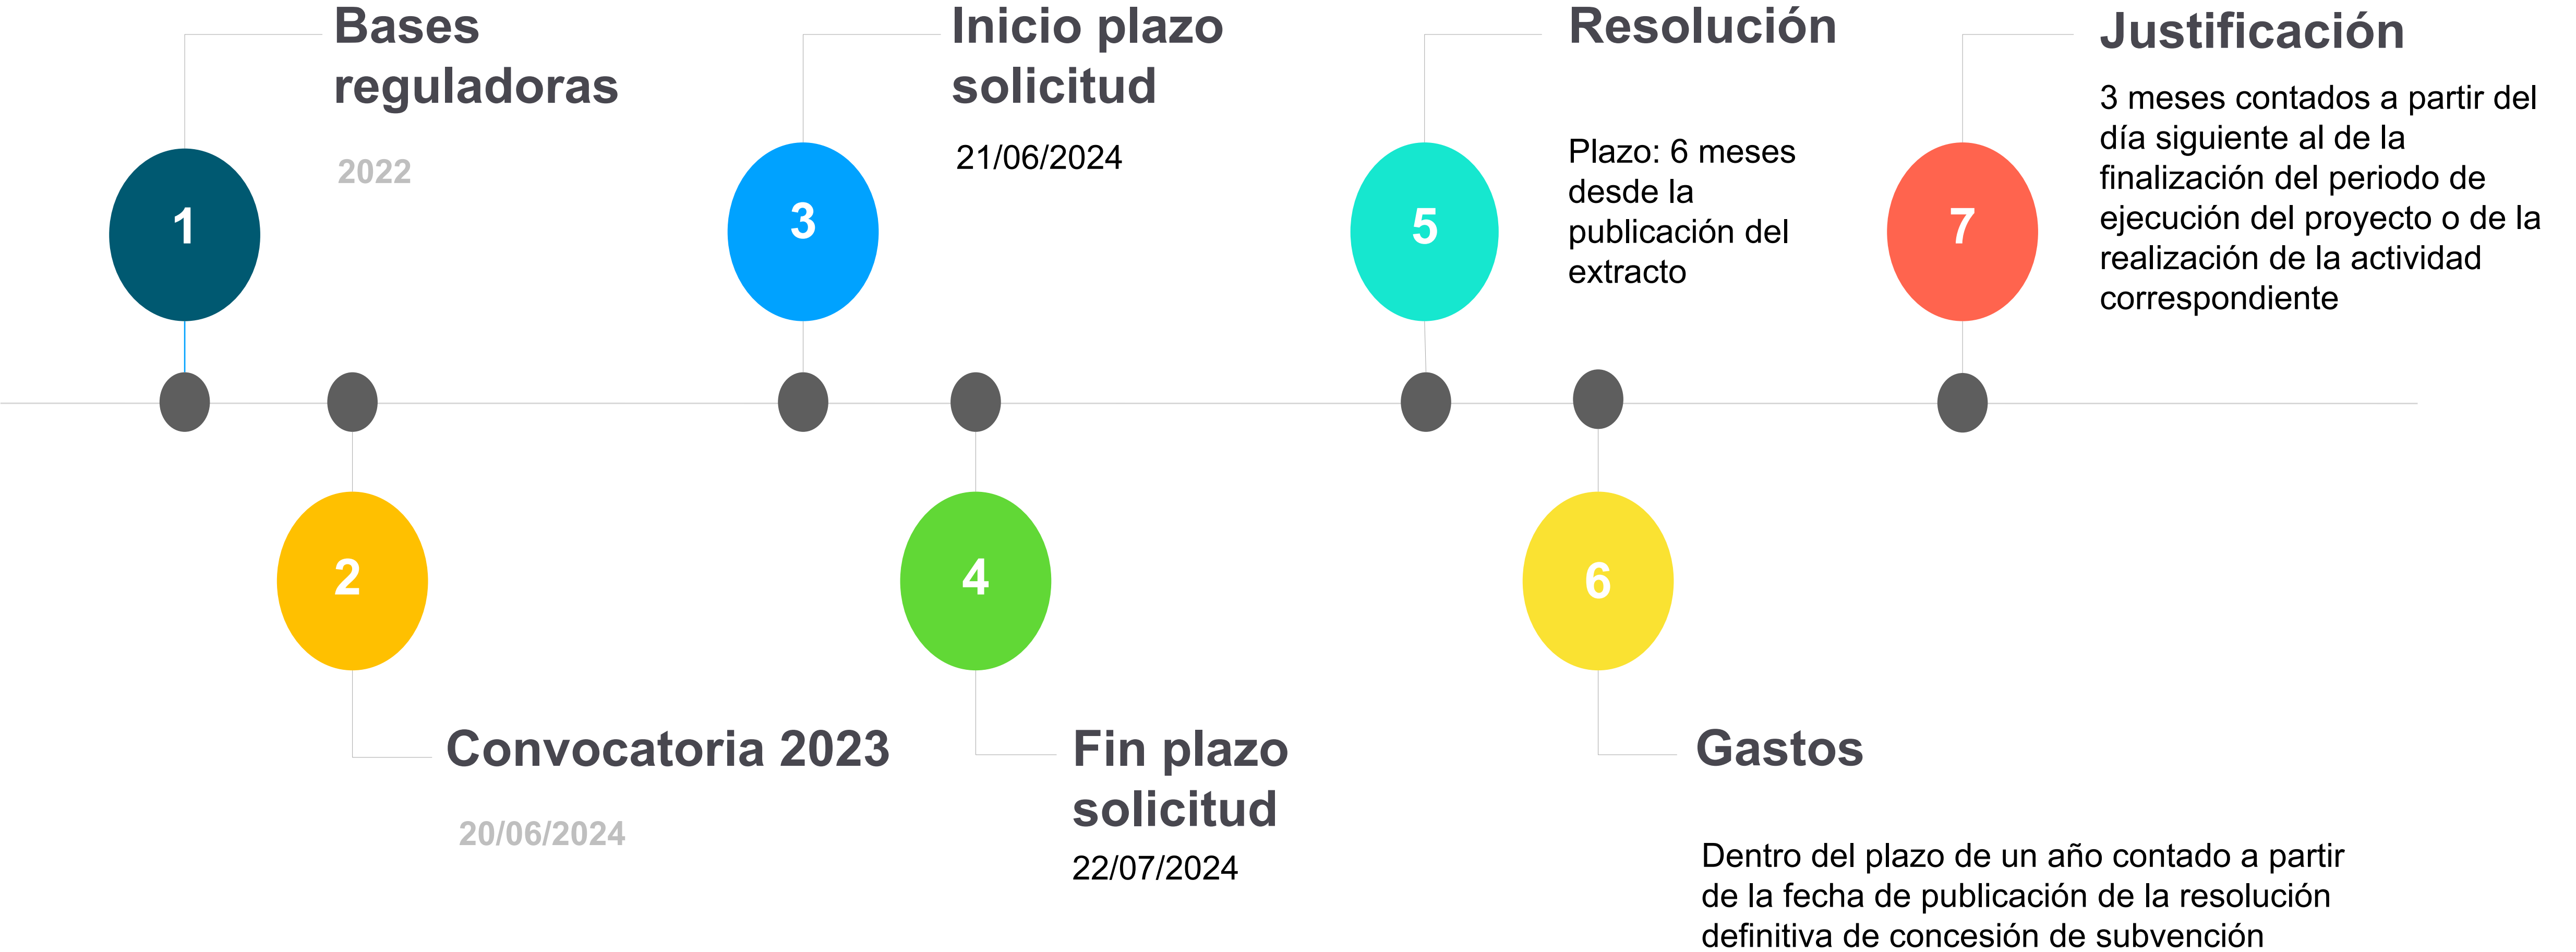 Bases
reguladoras
2022
1
Inicio plazo
solicitud
21/06/2024
3
Resolución
Plazo: 6 meses
desde la
publicación del
extracto
5
Justificación
3 meses contados a partir del
día siguiente al de la
finalización del periodo de
ejecución del proyecto o de la
realización de la actividad
correspondiente
7
2
Convocatoria 2023
20/06/2024
4
Fin plazo
solicitud
22/07/2024
6
Gastos
Dentro del plazo de un año contado a partir
de la fecha de publicación de la resolución
definitiva de concesión de subvención